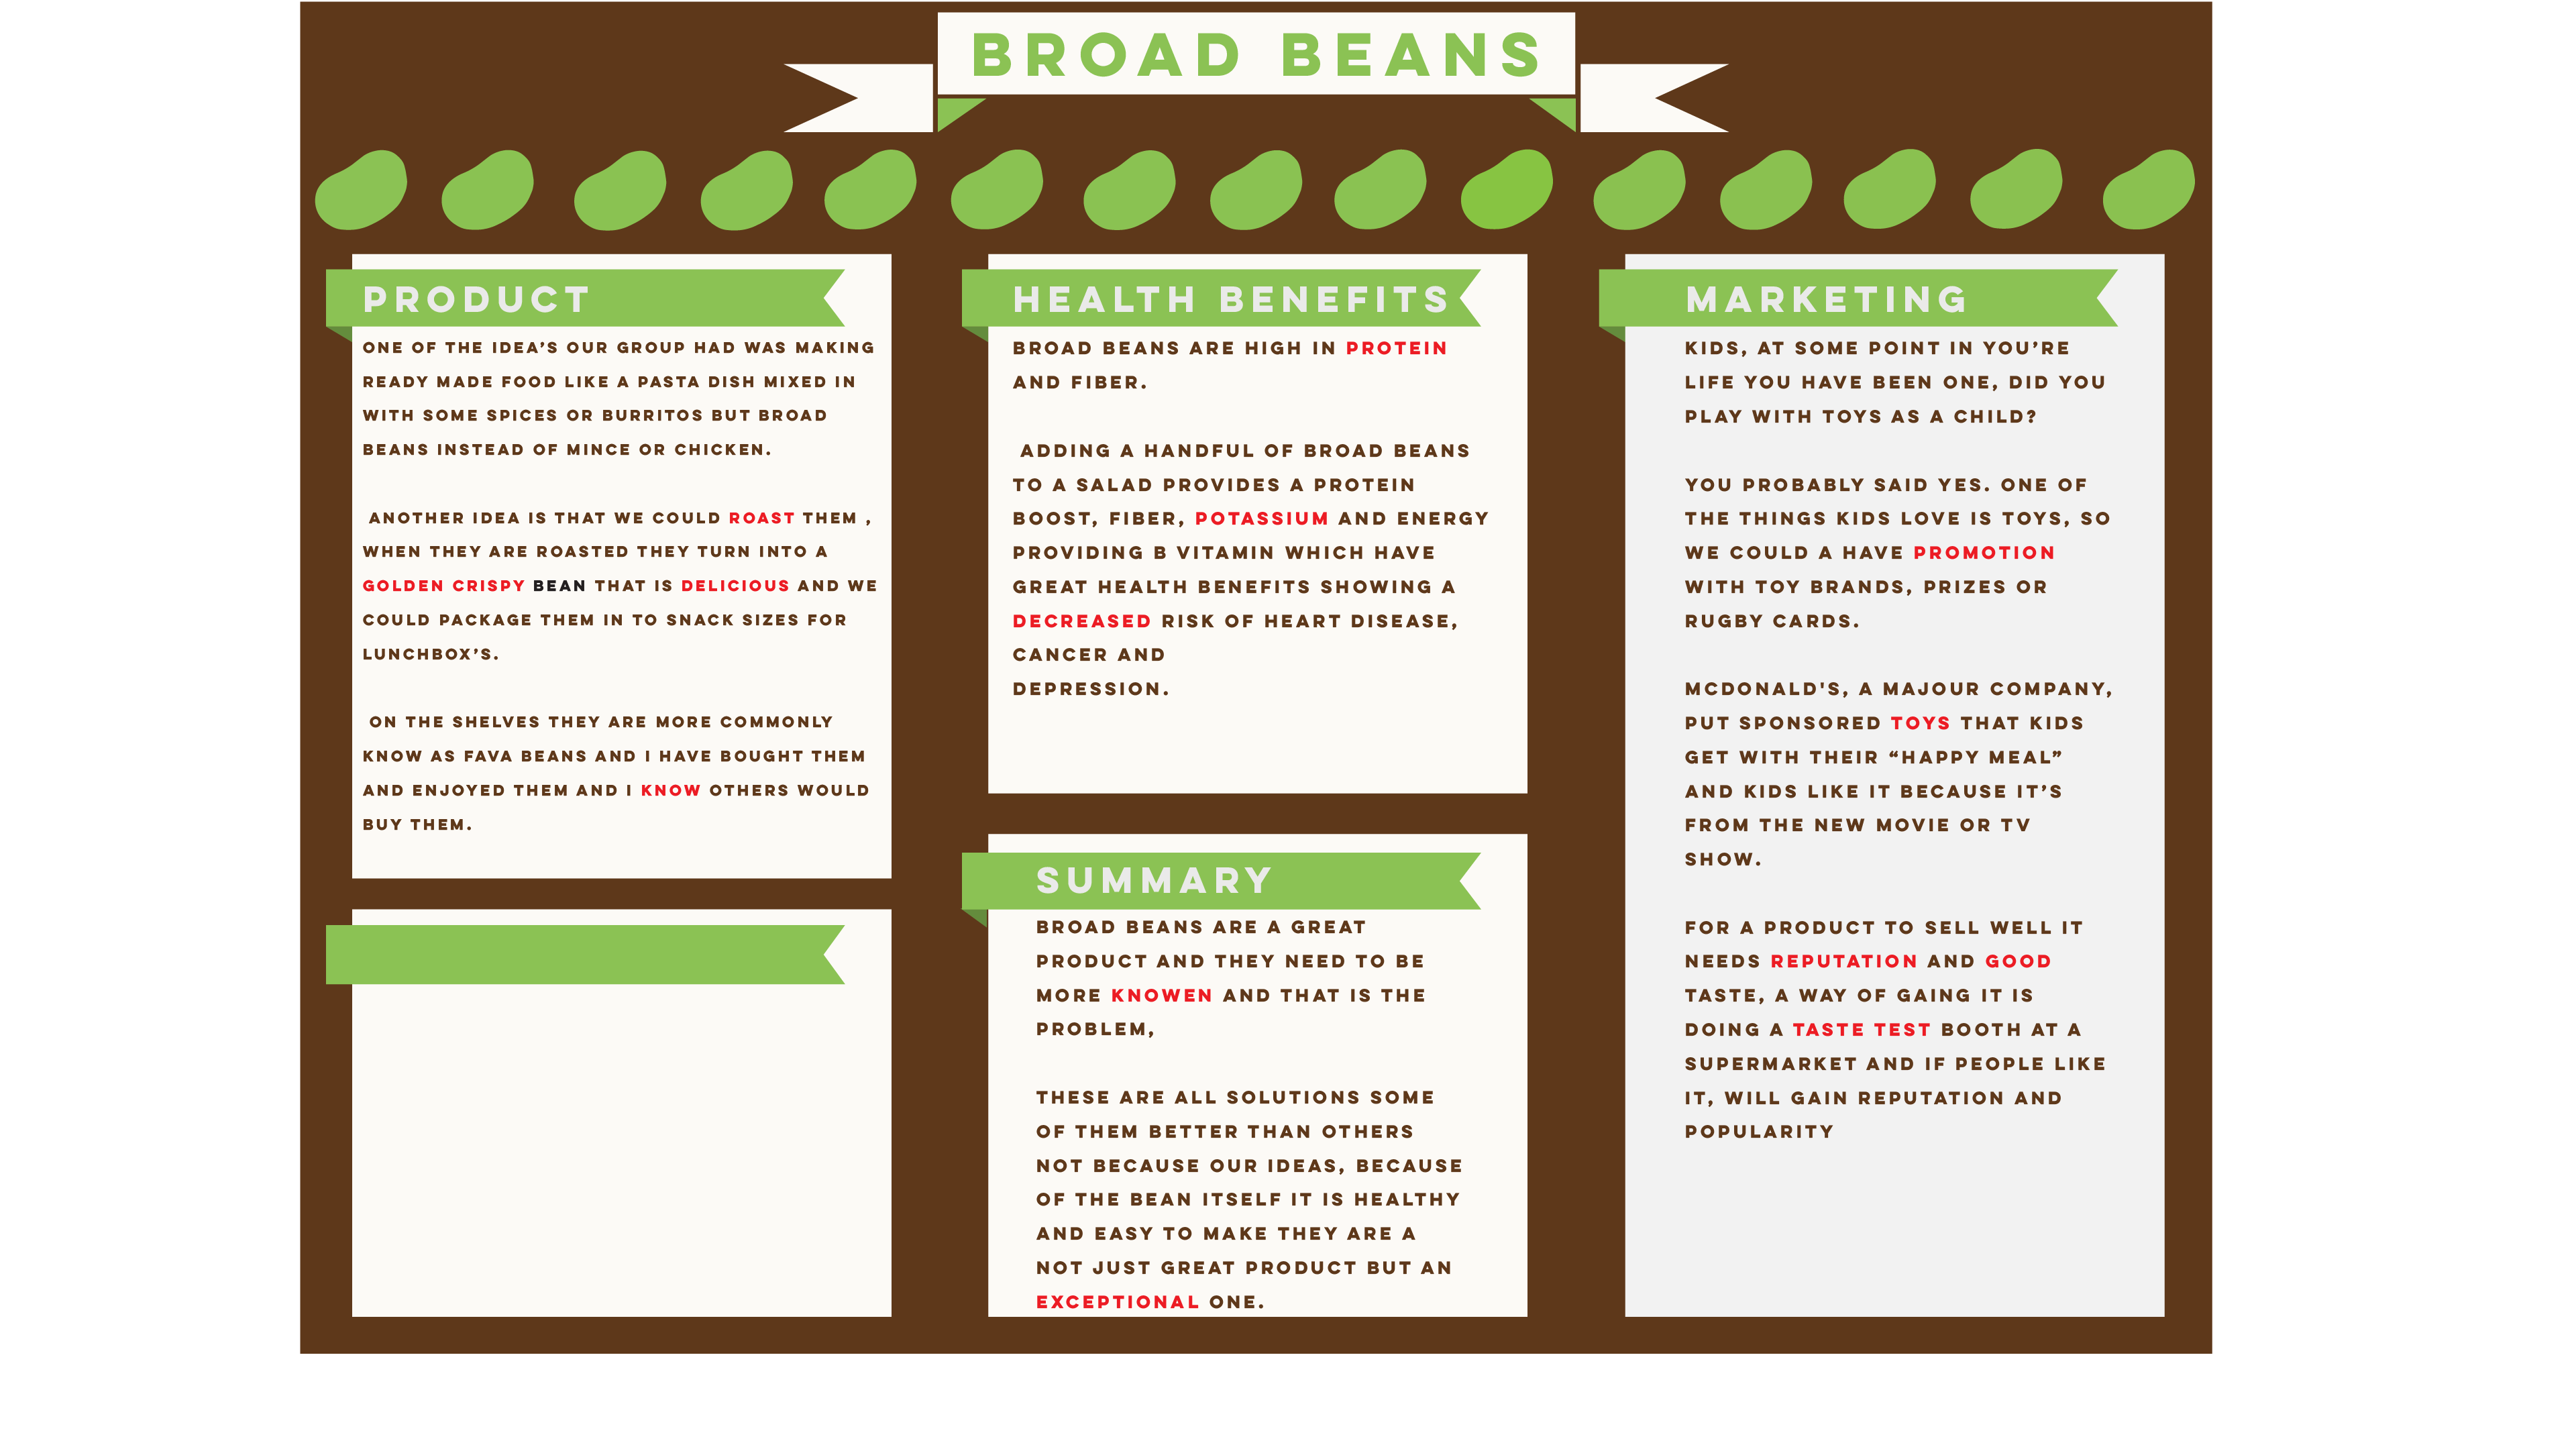 BROAD BEANS
PRODUCT
ONE OF THE IDEA’S OUR GROUP HAD WAS MAKING
READY MADE FOOD LIKE A PASTA DISH MIXED IN
WITH SOME SPICES OR BURRITOS BUT BROAD
BEANS INSTEAD OF MINCE OR CHICKEN.
ANOTHER IDEA IS THAT WE COULD ROAST THEM ,
WHEN THEY ARE ROASTED THEY TURN INTO A
GOLDEN CRISPY BEAN THAT IS DELICIOUS AND WE
COULD PACKAGE THEM IN TO SNACK SIZES FOR
LUNCHBOX’S.
ON THE SHELVES THEY ARE MORE COMMONLY
KNOW AS FAVA BEANS AND I HAVE BOUGHT THEM
AND ENJOYED THEM AND I KNOW OTHERS WOULD
BUY THEM.
HEALTH BENEFITS
BROAD BEANS ARE HIGH IN PROTEIN
AND FIBER.
ADDING A HANDFUL OF BROAD BEANS
TO A SALAD PROVIDES A PROTEIN
BOOST, FIBER, POTASSIUM AND ENERGY
PROVIDING B VITAMIN WHICH HAVE
GREAT HEALTH BENEFITS SHOWING A
DECREASED RISK OF HEART DISEASE,
CANCER AND
DEPRESSION.
SUMMARY
BROAD BEANS ARE A GREAT
PRODUCT AND THEY NEED TO BE
MORE KNOWEN AND THAT IS THE
PROBLEM,
THESE ARE ALL SOLUTIONS SOME
OF THEM BETTER THAN OTHERS
NOT BECAUSE OUR IDEAS, BECAUSE
OF THE BEAN ITSELF IT IS HEALTHY
AND EASY TO MAKE THEY ARE A
NOT JUST GREAT PRODUCT BUT AN
EXCEPTIONAL ONE.
MARKETING
KIDS, AT SOME POINT IN YOU’RE
LIFE YOU HAVE BEEN ONE, DID YOU
PLAY WITH TOYS AS A CHILD?
YOU PROBABLY SAID YES. ONE OF
THE THINGS KIDS LOVE IS TOYS, SO
WE COULD A HAVE PROMOTION
WITH TOY BRANDS, PRIZES OR
RUGBY CARDS.
MCDONALD'S, A MAJOUR COMPANY,
PUT SPONSORED TOYS THAT KIDS
GET WITH THEIR “HAPPY MEAL”
AND KIDS LIKE IT BECAUSE IT’S
FROM THE NEW MOVIE OR TV
SHOW.
FOR A PRODUCT TO SELL WELL IT
NEEDS REPUTATION AND GOOD
TASTE, A WAY OF GAING IT IS
DOING A TASTE TEST BOOTH AT A
SUPERMARKET AND IF PEOPLE LIKE
IT, WILL GAIN REPUTATION AND
POPULARITY